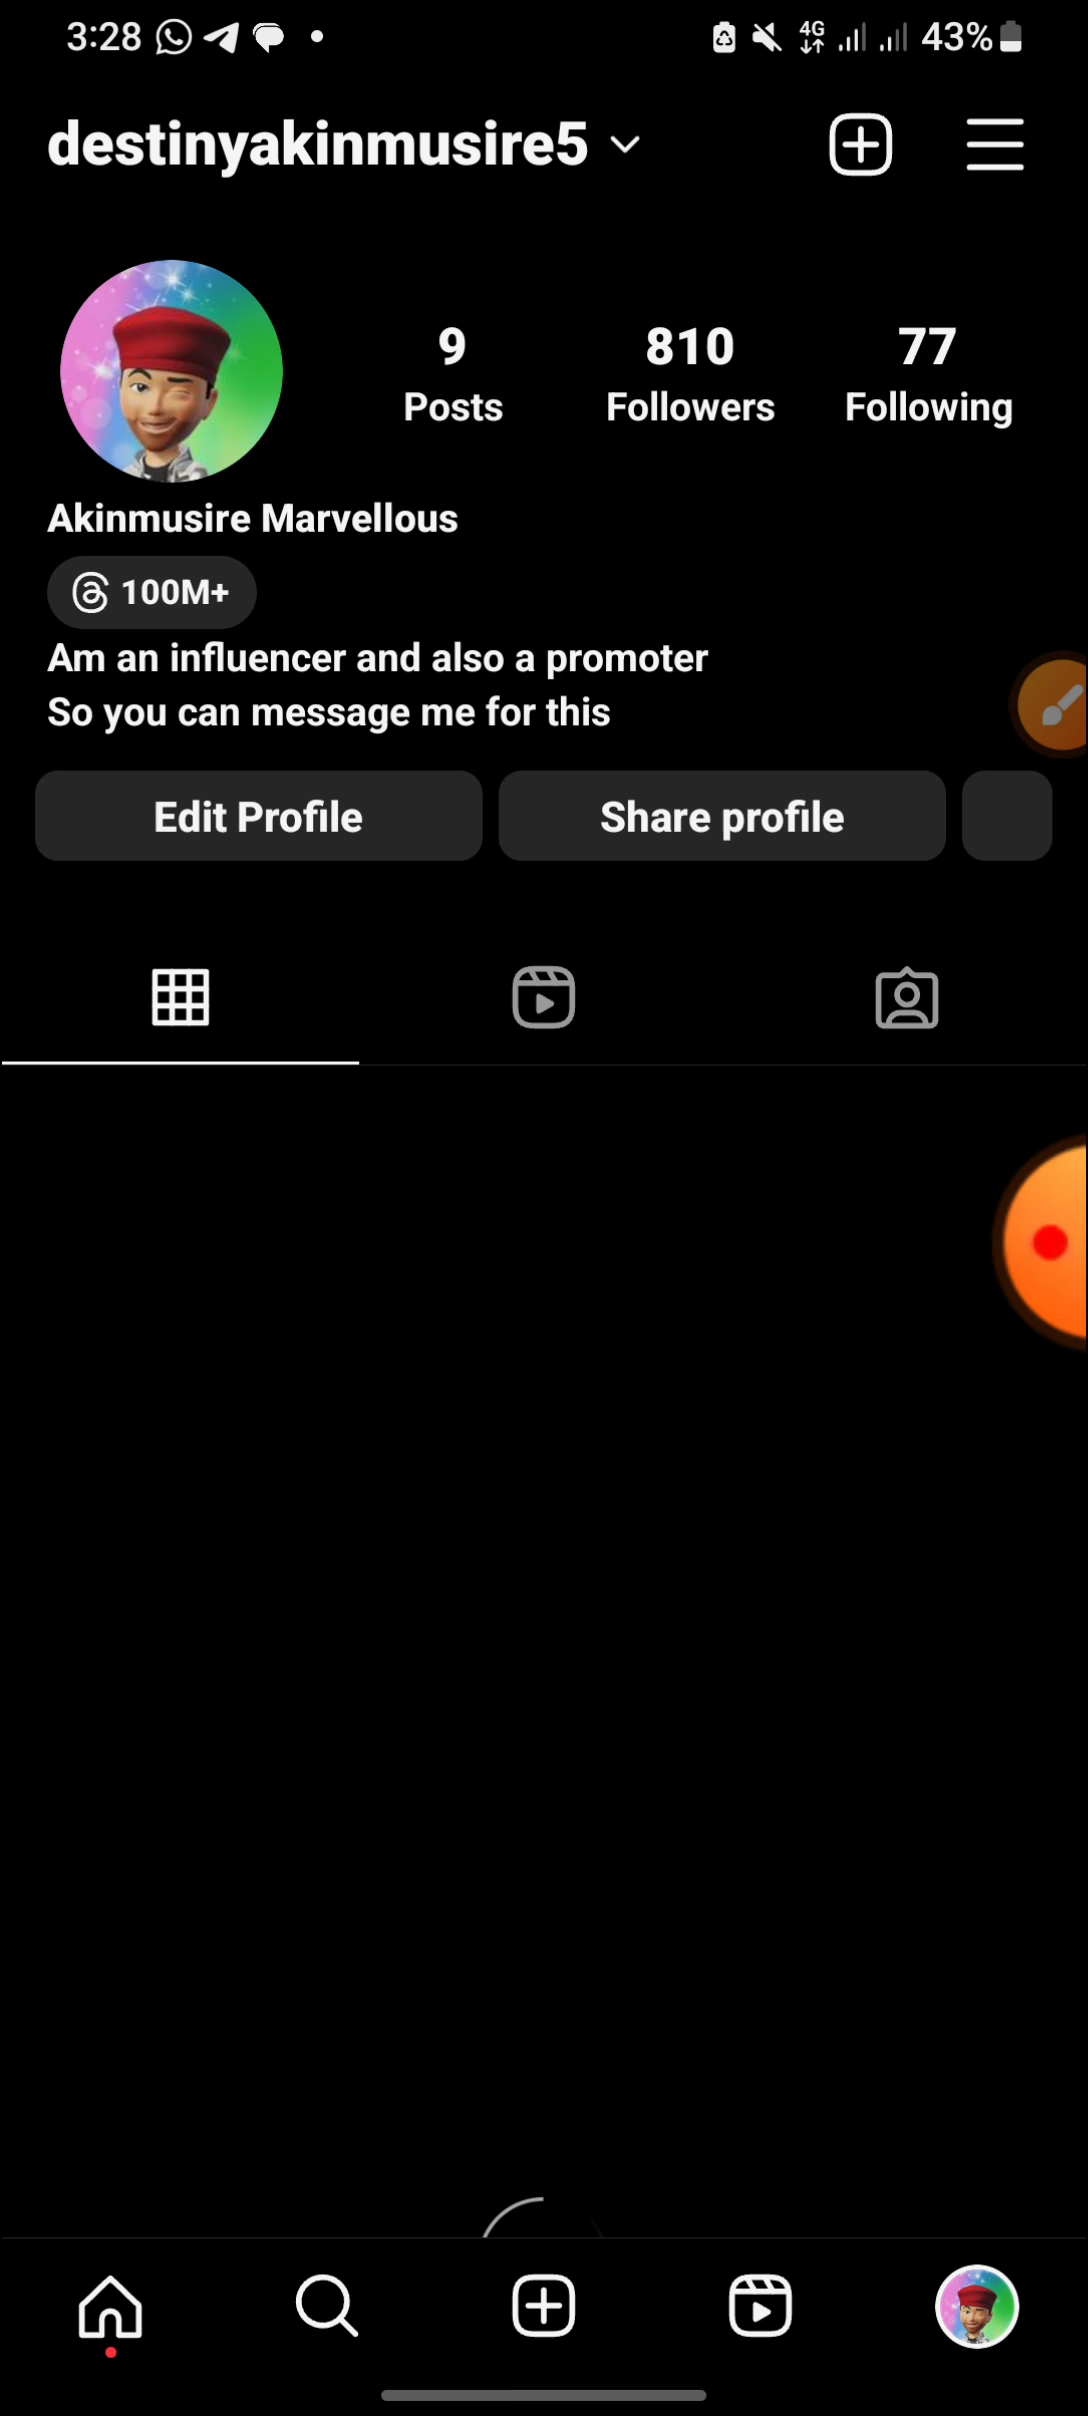 3:28 4G 43%
destinyakinmusire5
9 810 77
Posts Followers Following
Akinmusire Marvellous
100M+
Am an influencer and also a promoter
So you can message me for this
Edit Profile Share profile